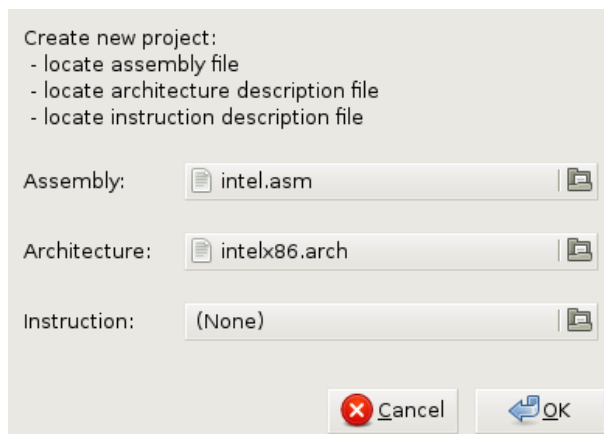 Create new project:
- locate assembly file
- locate architecture description file
- locate instruction description file
Assembly: intel.asm
Architecture: intelx86.arch
Instruction: (None)
Cancel OK